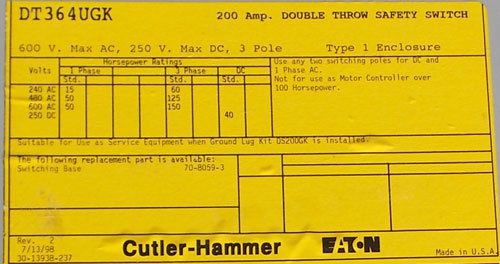 DT364UGK 200 Amp. DOUBLE THROW SAFETY SWITCH
600 V. Max AC, 250 V. Max DC, 3 Pole Type 1 Enclosure
Horsepower Ratings
Volts 1 Phase 3 Phase DC
Std. Std. Std.
240 AC 15 60
480 AC 50 125
600 AC 50 150
250 DC 40
Use any two switching poles for DC and
1 Phase AC.
Not for use as Motor Controller over
100 Horsepower.
Suitable for Use as Service Equipment when Ground Lug Kit DS200GK is installed.
The following replacement part is available:
Switching Base 70-8059-3
Rev. 2
7/13/98
30-13938-237
Cutler-Hammer EATON
Made in U.S.A.